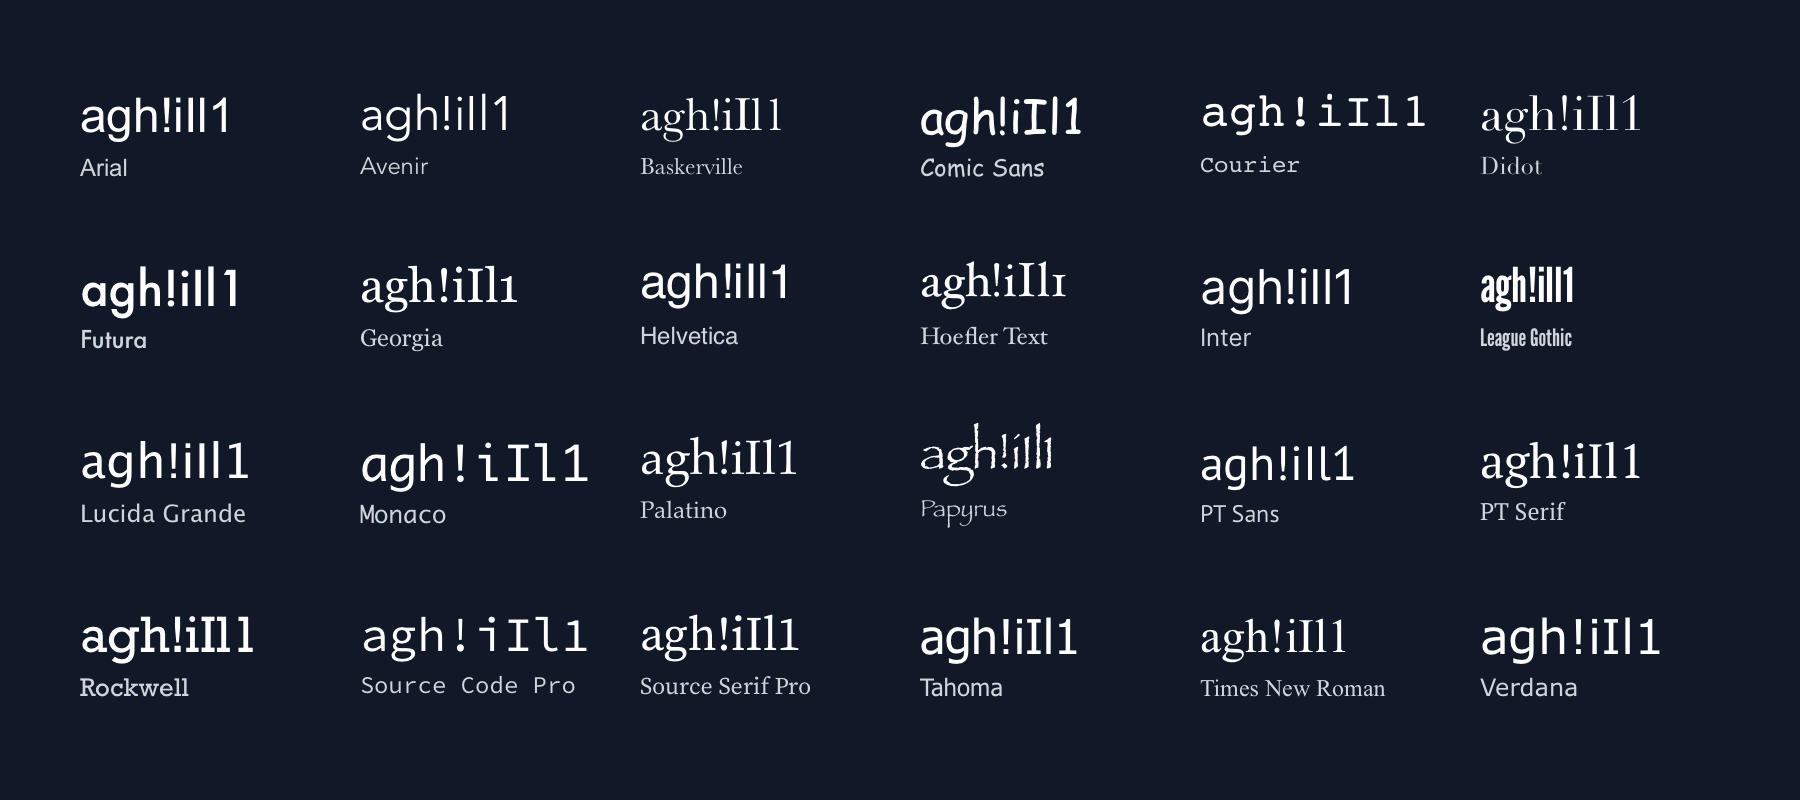 agh!iIl1 agh!iIl1 agh!iIl1 agh!iIl1 agh!iIl1 agh!iIl1
Arial Avenir Baskerville Comic Sans Courier Didot
agh!iIl1 agh!iIl1 agh!iIl1 agh!iIl1 agh!iIl1 agh!iIl1
Futura Georgia Helvetica Hoefler Text Inter League Gothic
agh!iIl1 agh!iIl1 agh!iIl1 agh!iIl1 agh!iIl1 agh!iIl1
Lucida Grande Monaco Palatino Papyrus PT Sans PT Serif
agh!iIl1 agh!iIl1 agh!iIl1 agh!iIl1 agh!iIl1 agh!iIl1
Rockwell Source Code Pro Source Serif Pro Tahoma Times New Roman Verdana